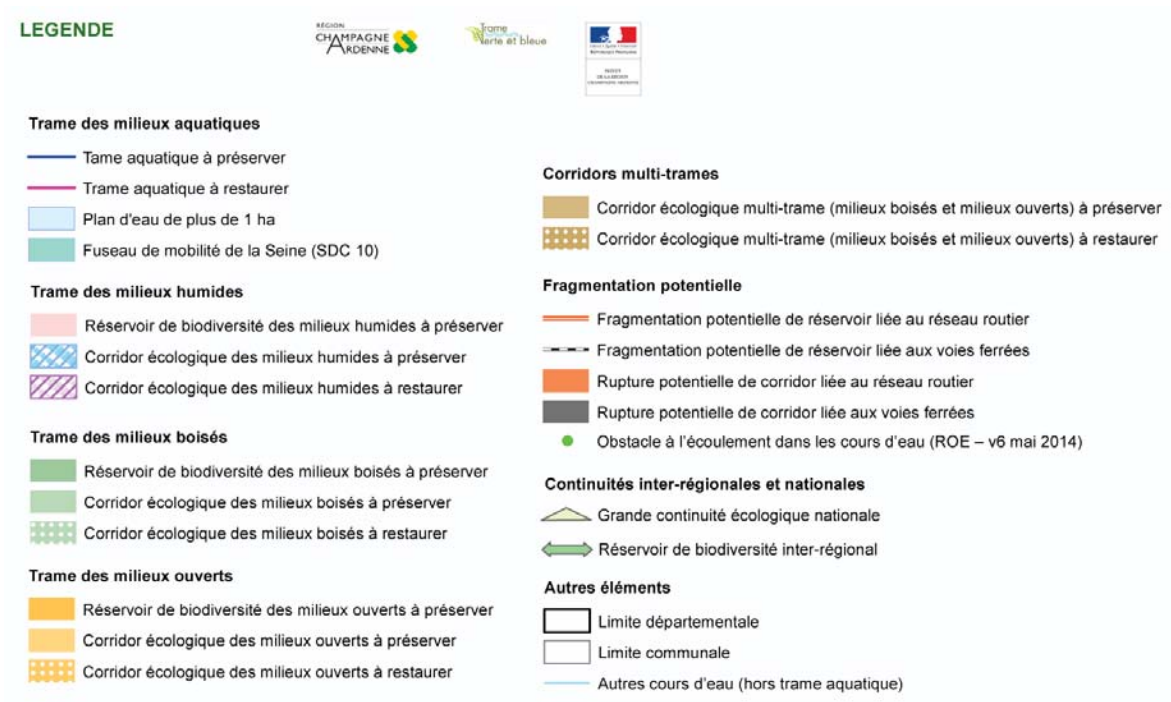 LEGENDE
RÉGION
CHAMPAGNE
ARDENNE
Trame
verte et bleue
RÉPUBLIQUE FRANÇAISE
PRÉFET
DE LA RÉGION
CHAMPAGNE-ARDENNE
Trame des milieux aquatiques
Tame aquatique à préserver
Trame aquatique à restaurer
Plan d'eau de plus de 1 ha
Fuseau de mobilité de la Seine (SDC 10)
Trame des milieux humides
Réservoir de biodiversité des milieux humides à préserver
Corridor écologique des milieux humides à préserver
Corridor écologique des milieux humides à restaurer
Trame des milieux boisés
Réservoir de biodiversité des milieux boisés à préserver
Corridor écologique des milieux boisés à préserver
Corridor écologique des milieux boisés à restaurer
Trame des milieux ouverts
Réservoir de biodiversité des milieux ouverts à préserver
Corridor écologique des milieux ouverts à préserver
Corridor écologique des milieux ouverts à restaurer
Corridors multi-trames
Corridor écologique multi-trame (milieux boisés et milieux ouverts) à préserver
Corridor écologique multi-trame (milieux boisés et milieux ouverts) à restaurer
Fragmentation potentielle
Fragmentation potentielle de réservoir liée au réseau routier
Fragmentation potentielle de réservoir liée aux voies ferrées
Rupture potentielle de corridor liée au réseau routier
Rupture potentielle de corridor liée aux voies ferrées
Obstacle à l'écoulement dans les cours d'eau (ROE – v6 mai 2014)
Continuités inter-régionales et nationales
Grande continuité écologique nationale
Réservoir de biodiversité inter-régional
Autres éléments
Limite départementale
Limite communale
Autres cours d'eau (hors trame aquatique)